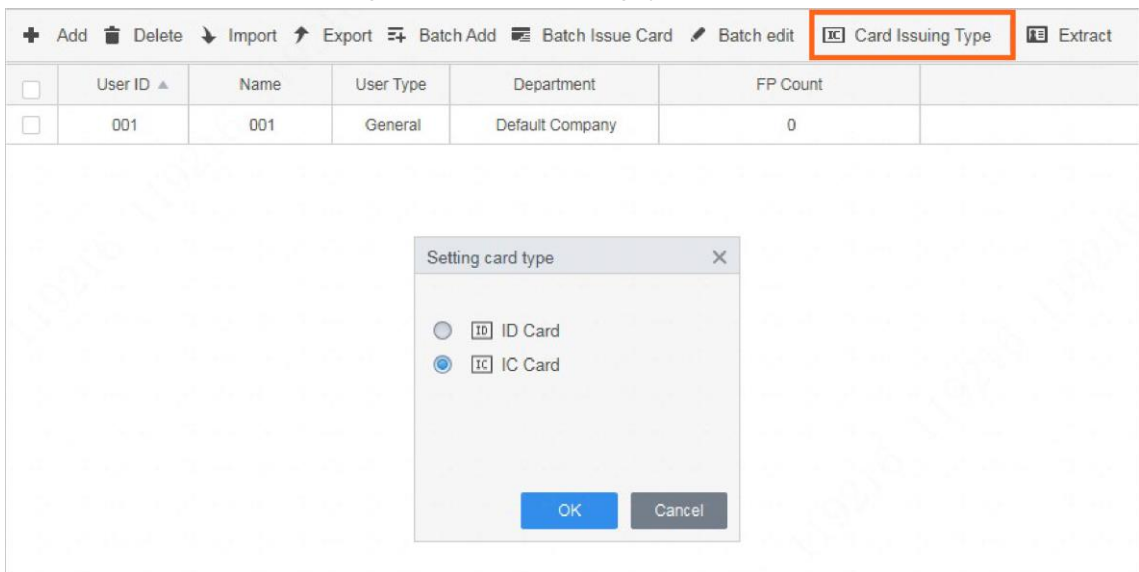 Add Delete Import Export Batch Add Batch Issue Card Batch edit IC Card Issuing Type Extract
User ID Name User Type Department FP Count
001 001 General Default Company 0
Setting card type
ID ID Card
IC IC Card
OK Cancel